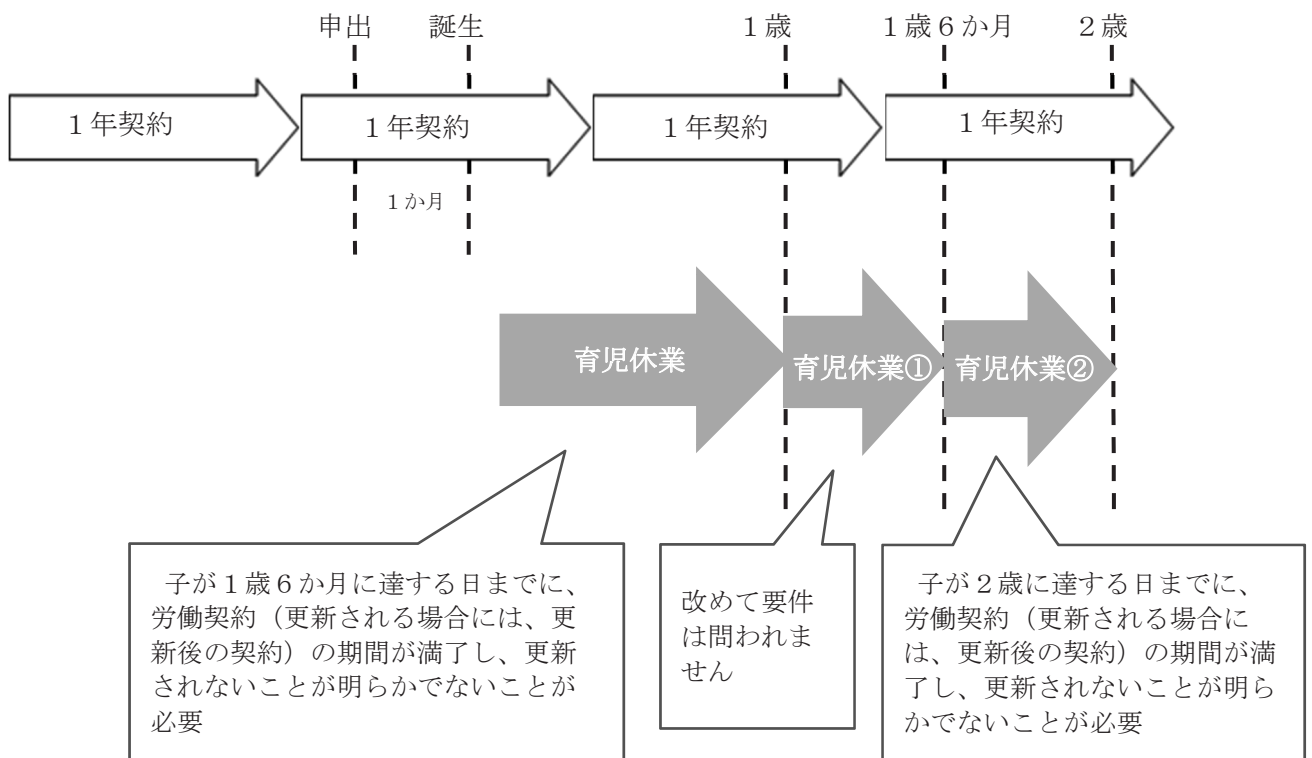 申出 誕生 １歳 １歳６か月 ２歳
１年契約 １年契約 １年契約 １年契約
１か月
育児休業 育児休業① 育児休業②
子が１歳６か月に達する日までに、
労働契約（更新される場合には、更
新後の契約）の期間が満了し、更新
されないことが明らかでないことが
必要
改めて要件
は問われま
せん
子が２歳に達する日までに、
労働契約（更新される場合に
は、更新後の契約）の期間が満
了し、更新されないことが明ら
かでないことが必要